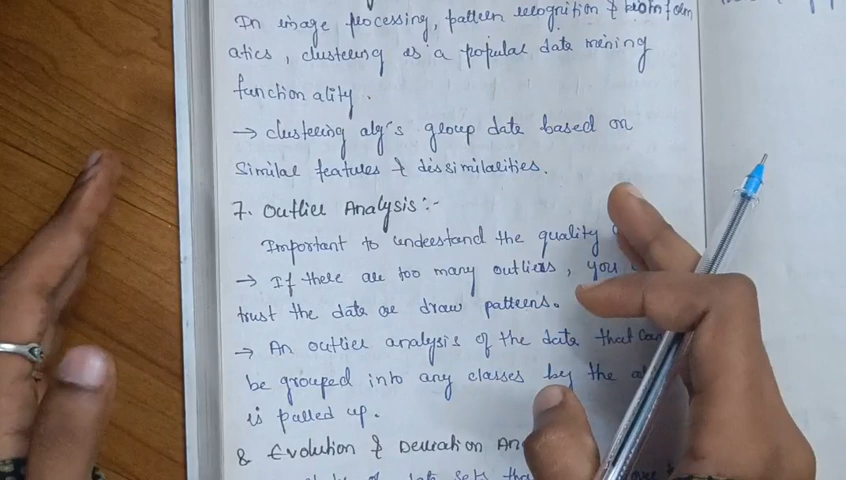 In image processing, pattern recognition & bioinform
atics, clustering as a popular data mining
functionality.
→ clustering alg's group data based on
similar features & dissimilarities.
7. Outlier Analysis:-
Important to understand the quality
→ If there are too many outliers, you
trust the data or draw patterns.
→ An outlier analysis of the data that can
be grouped into any classes by the
is pulled up.
8 Evolution & Deviation An
data sets